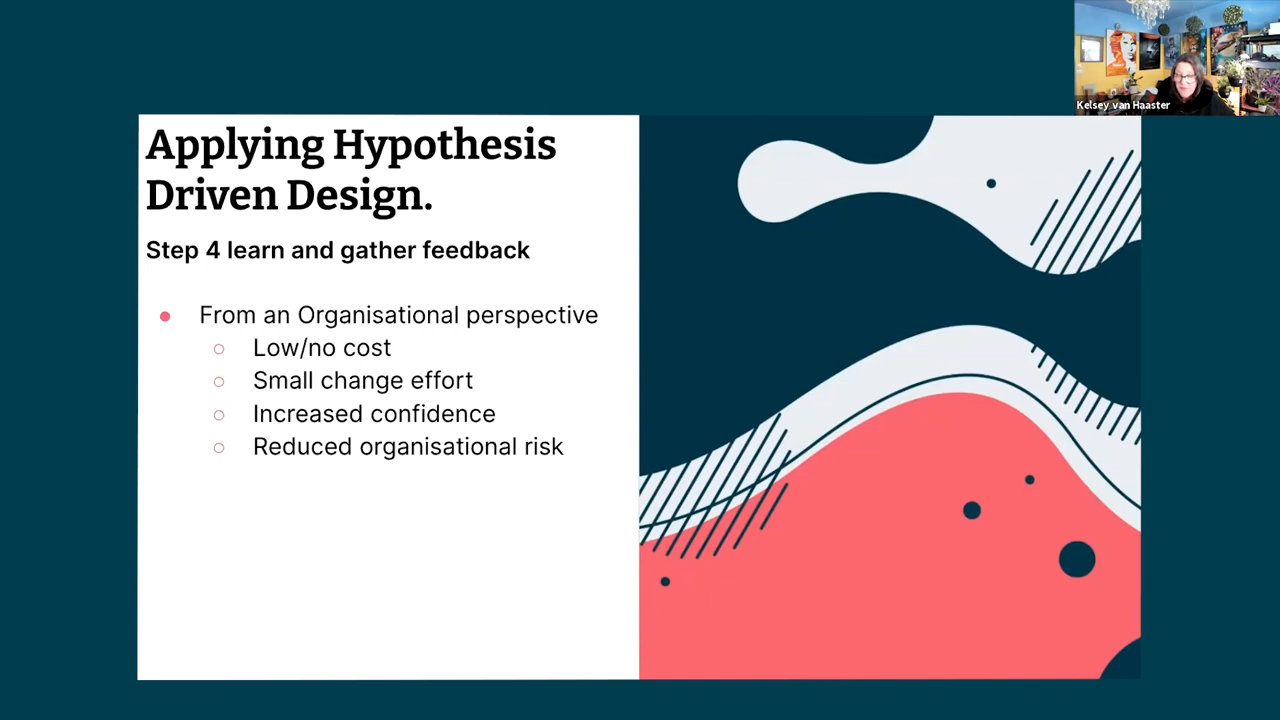 Kelsey van Haaster
Applying Hypothesis
Driven Design.
Step 4 learn and gather feedback
● From an Organisational perspective
○ Low/no cost
○ Small change effort
○ Increased confidence
○ Reduced organisational risk